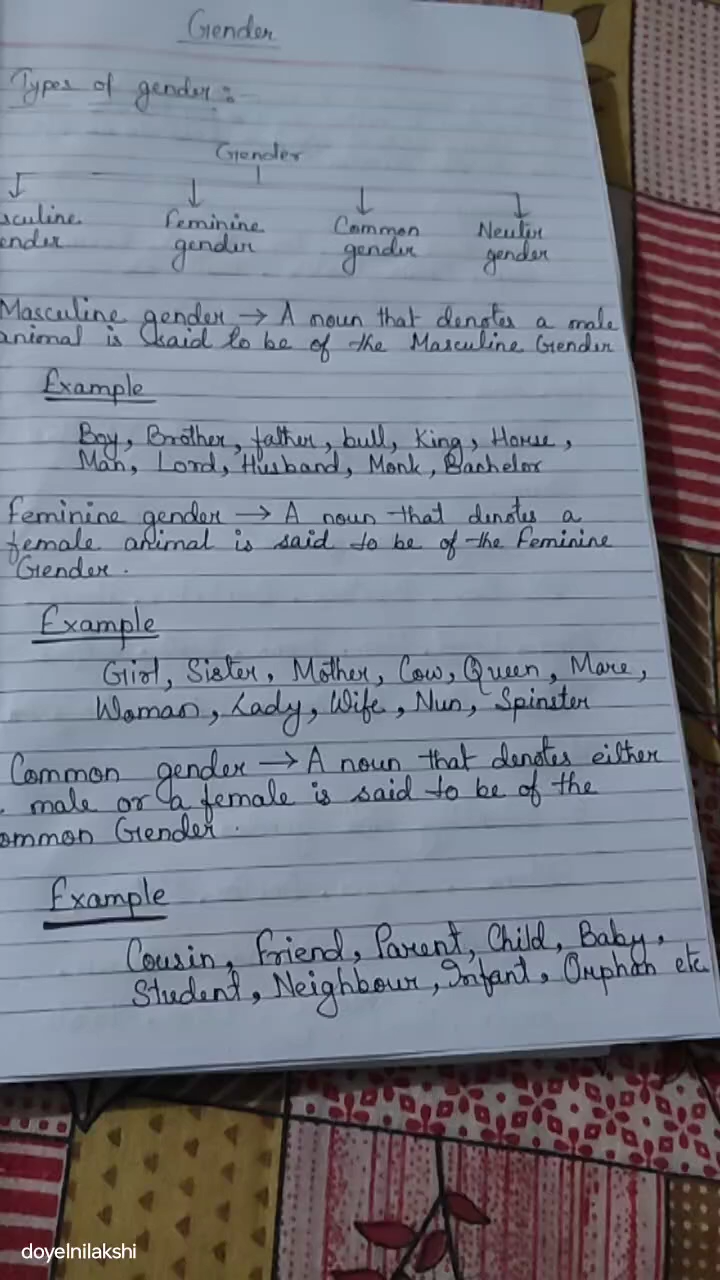 Gender
Types of gender :-
Gender
sculine Feminine Common Neuter
ender gender gender gender
Masculine gender → A noun that denotes a male
animal is said to be of the Masculine Gender
Example
Boy, Brother, father, bull, King, Horse,
Man, Lord, Husband, Monk, Bachelor
Feminine gender → A noun that denotes a
female animal is said to be of the Feminine
Gender.
Example
Girl, Sister, Mother, Cow, Queen, Mare,
Woman, Lady, Wife, Nun, Spinster
Common gender → A noun that denotes either
male or a female is said to be of the
ommon Gender.
Example
Cousin, Friend, Parent, Child, Baby,
Student, Neighbour, Infant, Orphan etc
doyelnilakshi